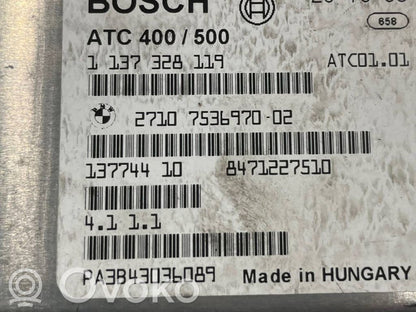 BOSCH
658
ATC 400 / 500
1 137 328 119 ATC01.01
2710 7536970-02
137744 10 8471227510
4.1 1.1
PA3B43036089 Made in HUNGARY
Ovoko